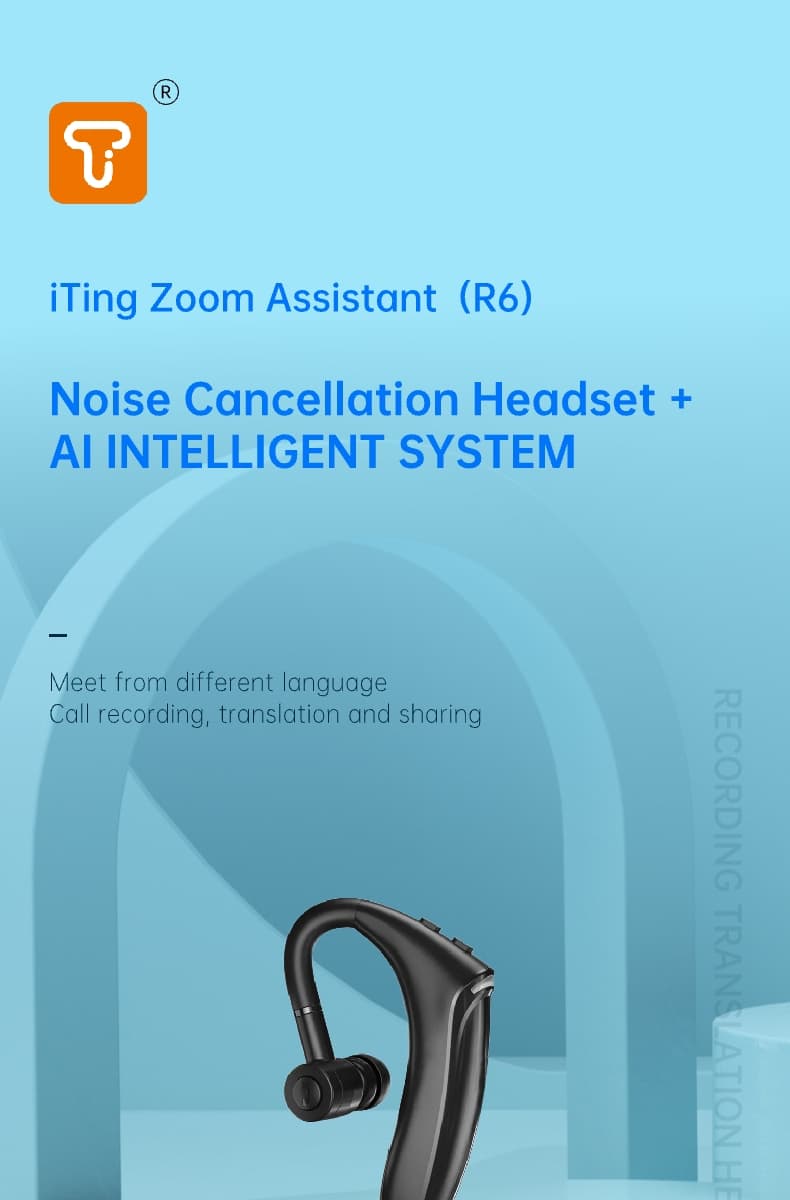 ®
Ti
iTing Zoom Assistant (R6)
Noise Cancellation Headset +
AI INTELLIGENT SYSTEM
Meet from different language
Call recording, translation and sharing
RECORDING TRANSLATION